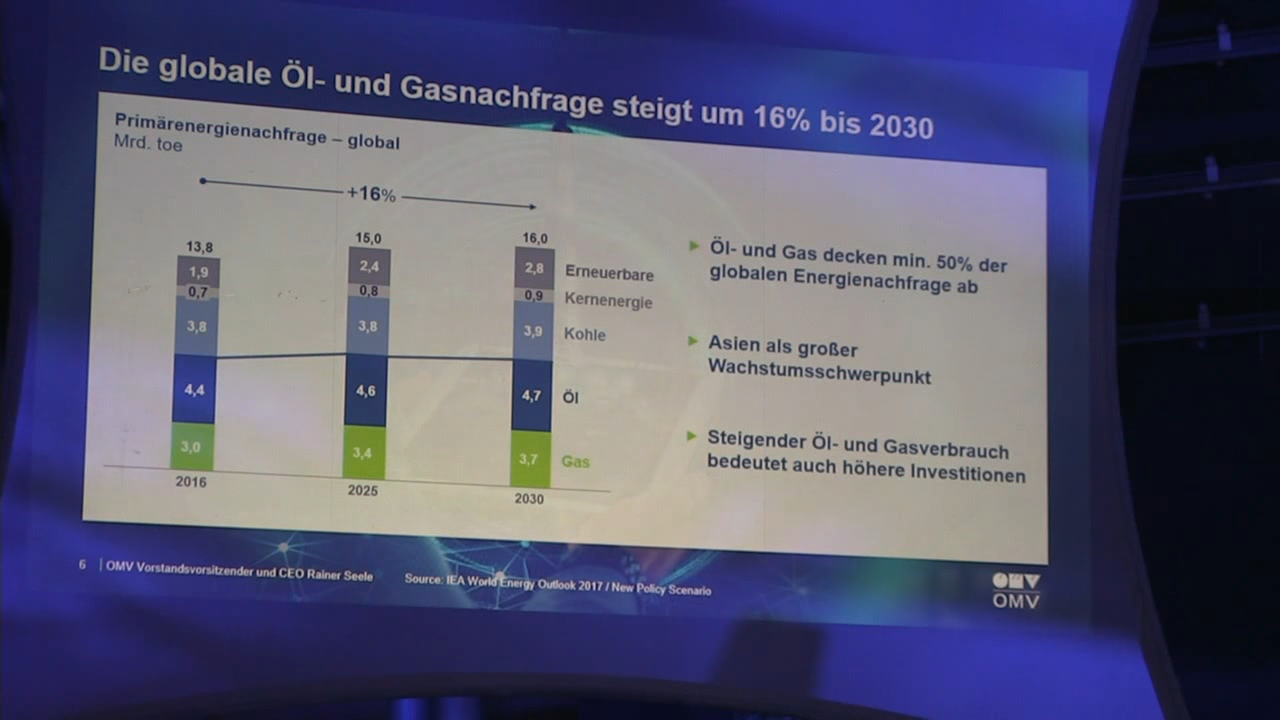 Die globale Öl- und Gasnachfrage steigt um 16% bis 2030
Primärenergienachfrage – global
Mrd. toe
+16%
13,8
15,0
16,0
1,9
2,4
2,8
Erneuerbare
0,7
0,8
0,9
Kernenergie
3,8
3,8
3,9
Kohle
4,4
4,6
4,7
Öl
3,0
3,4
3,7
Gas
2016
2025
2030
Öl- und Gas decken min. 50% der
globalen Energienachfrage ab
Asien als großer
Wachstumsschwerpunkt
Steigender Öl- und Gasverbrauch
bedeutet auch höhere Investitionen
6 | OMV Vorstandsvorsitzender und CEO Rainer Seele
Source: IEA World Energy Outlook 2017 / New Policy Scenario
OMV